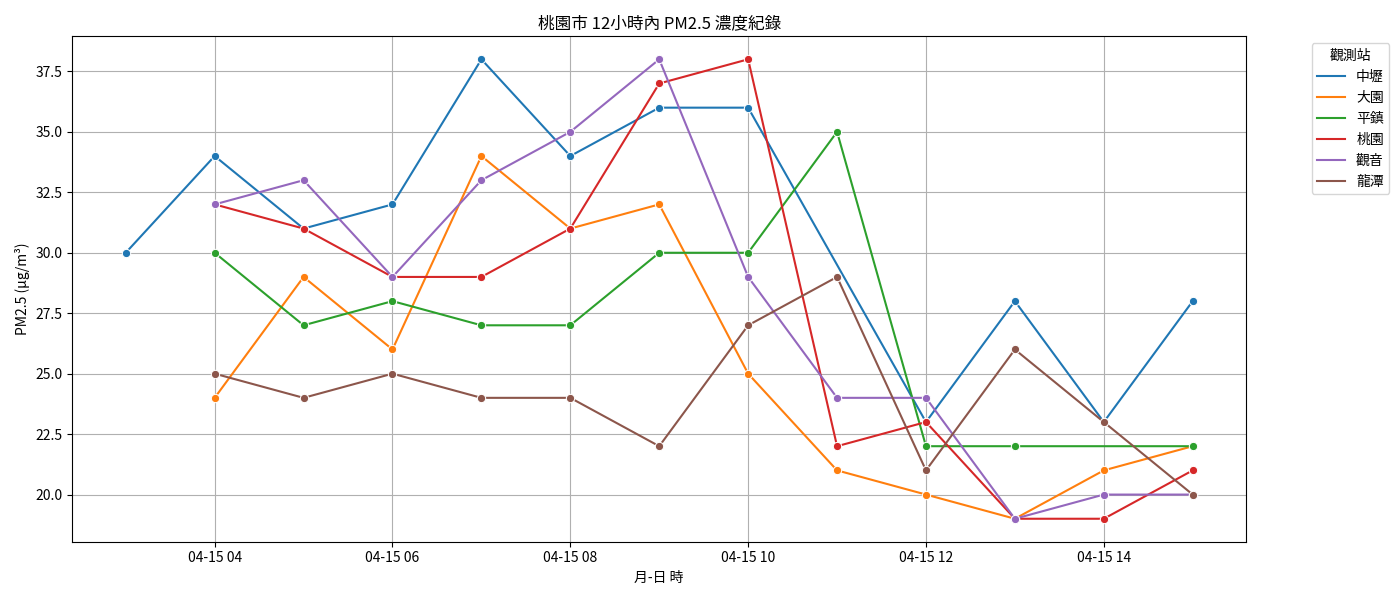 桃園市 12小時內 PM2.5 濃度紀錄
PM2.5 (μg/m³)
37.5
35.0
32.5
30.0
27.5
25.0
22.5
20.0
04-15 04
04-15 06
04-15 08
04-15 10
04-15 12
04-15 14
月-日 時
觀測站
中壢
大園
平鎮
桃園
觀音
龍潭